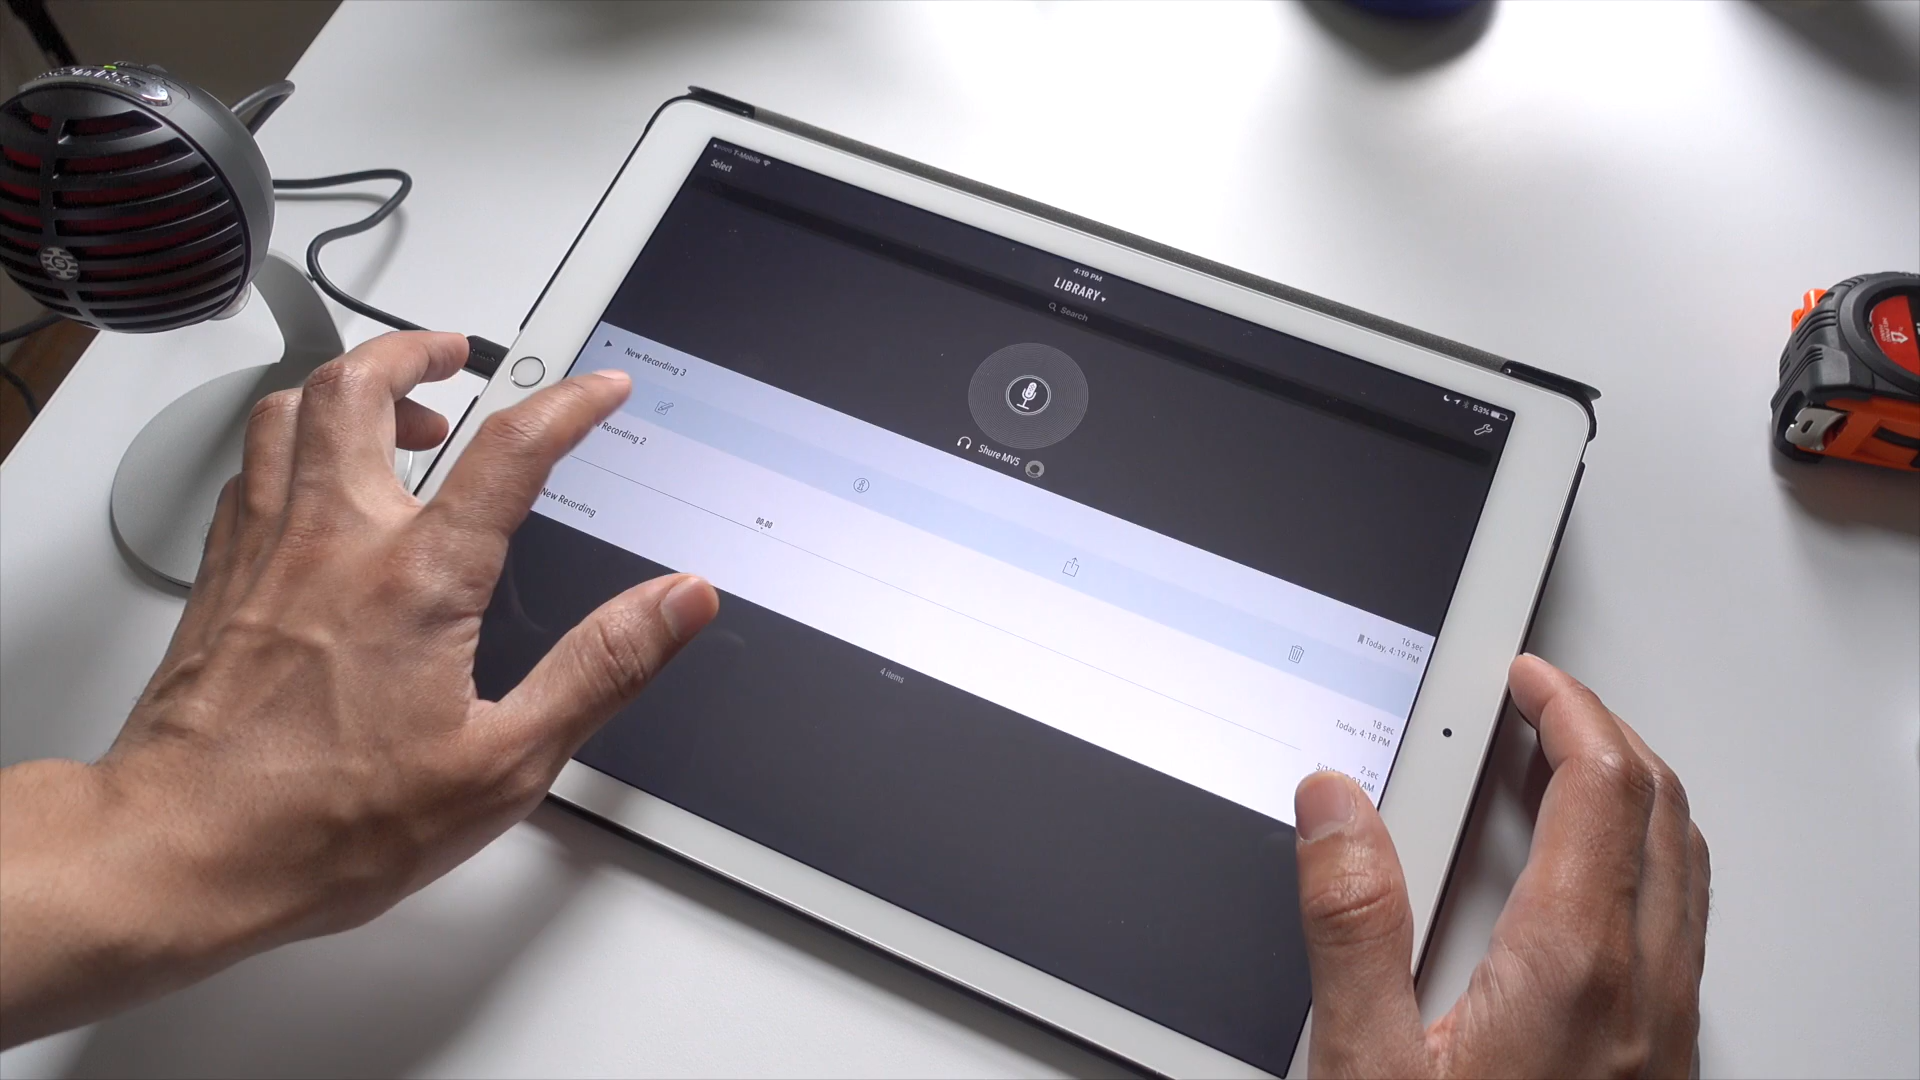 T-Mobile
Select
4:19 PM
53%
LIBRARY
Search
Shure MV5
New Recording 3
16 sec
Today, 4:19 PM
Recording 2
18 sec
Today, 4:18 PM
00:00
New Recording
2 sec
AM
4 items